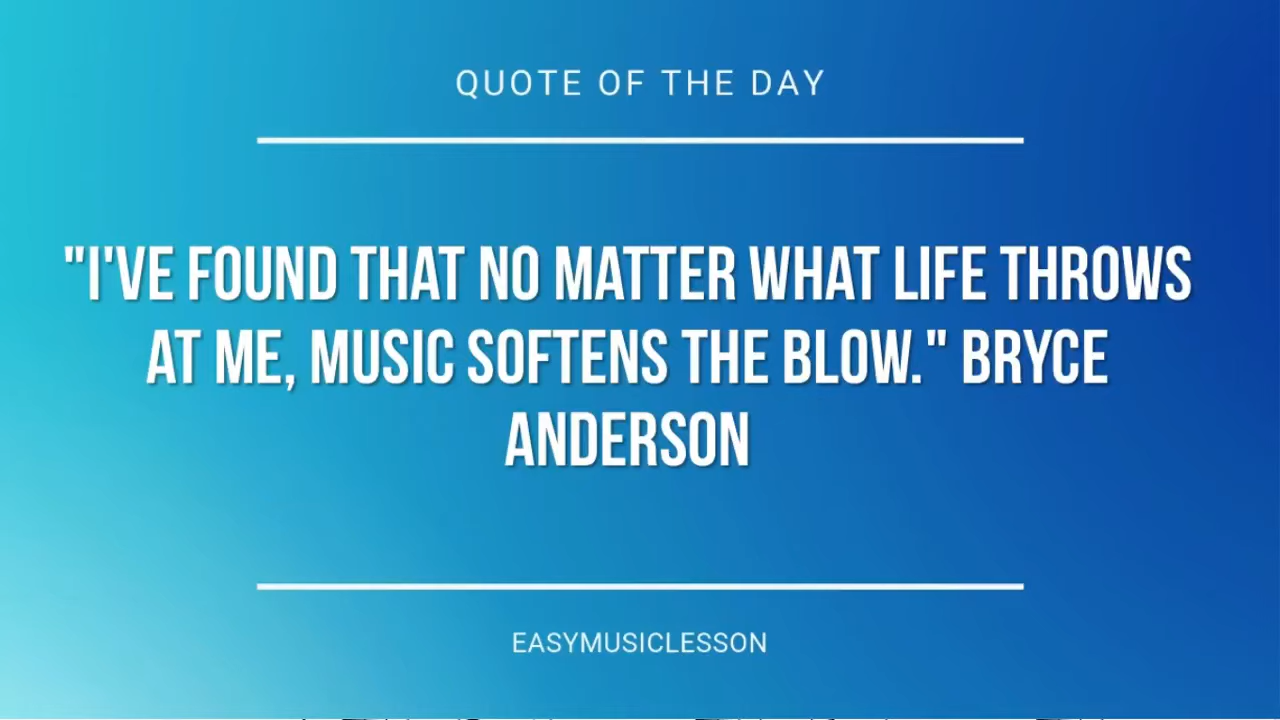 QUOTE OF THE DAY
"I'VE FOUND THAT NO MATTER WHAT LIFE THROWS
AT ME, MUSIC SOFTENS THE BLOW." BRYCE
ANDERSON
EASYMUSICLESSON